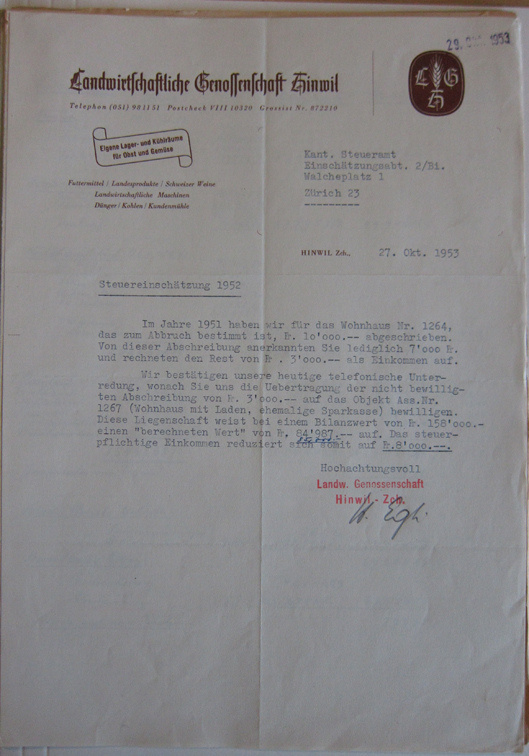 29. 1953
Landwirtschaftliche Genossenschaft Hinwil
Telephon (051) 98 11 51 Postcheck VIII 10320 Grossist Nr. 872210
L G
H
Eigene Lager- und Kühlräume
für Obst und Gemüse
Futtermittel / Landesprodukte / Schweizer Weine
Landwirtschaftliche Maschinen
Dünger / Kohlen / Kundenmühle
Kant. Steueramt
Einschätzungsabt. 2/Bi.
Walcheplatz 1
Zürich 23
HINWIL Zch., 27. Okt. 1953
Steuereinschätzung 1952
Im Jahre 1951 haben wir für das Wohnhaus Nr. 1264,
das zum Abbruch bestimmt ist, Fr. 10'000.-- abgeschrieben.
Von dieser Abschreibung anerkannten Sie lediglich 7'000 Fr.
und rechneten den Rest von Fr. 3'000.-- als Einkommen auf.
Wir bestätigen unsere heutige telefonische Unter-
redung, wonach Sie uns die Uebertragung der nicht bewillig-
ten Abschreibung von Fr. 3'000.-- auf das Objekt Ass.Nr.
1267 (Wohnhaus mit Laden, ehemalige Sparkasse) bewilligen.
Diese Liegenschaft weist bei einem Bilanzwert von Fr. 158'000.-
einen "berechneten Wert" von Fr. 84'987.-- auf. Das steuer-
pflichtige Einkommen reduziert sich somit auf Fr.8'000.--.
Hochachtungsvoll
Landw. Genossenschaft
Hinwil - Zch.
H. Egli